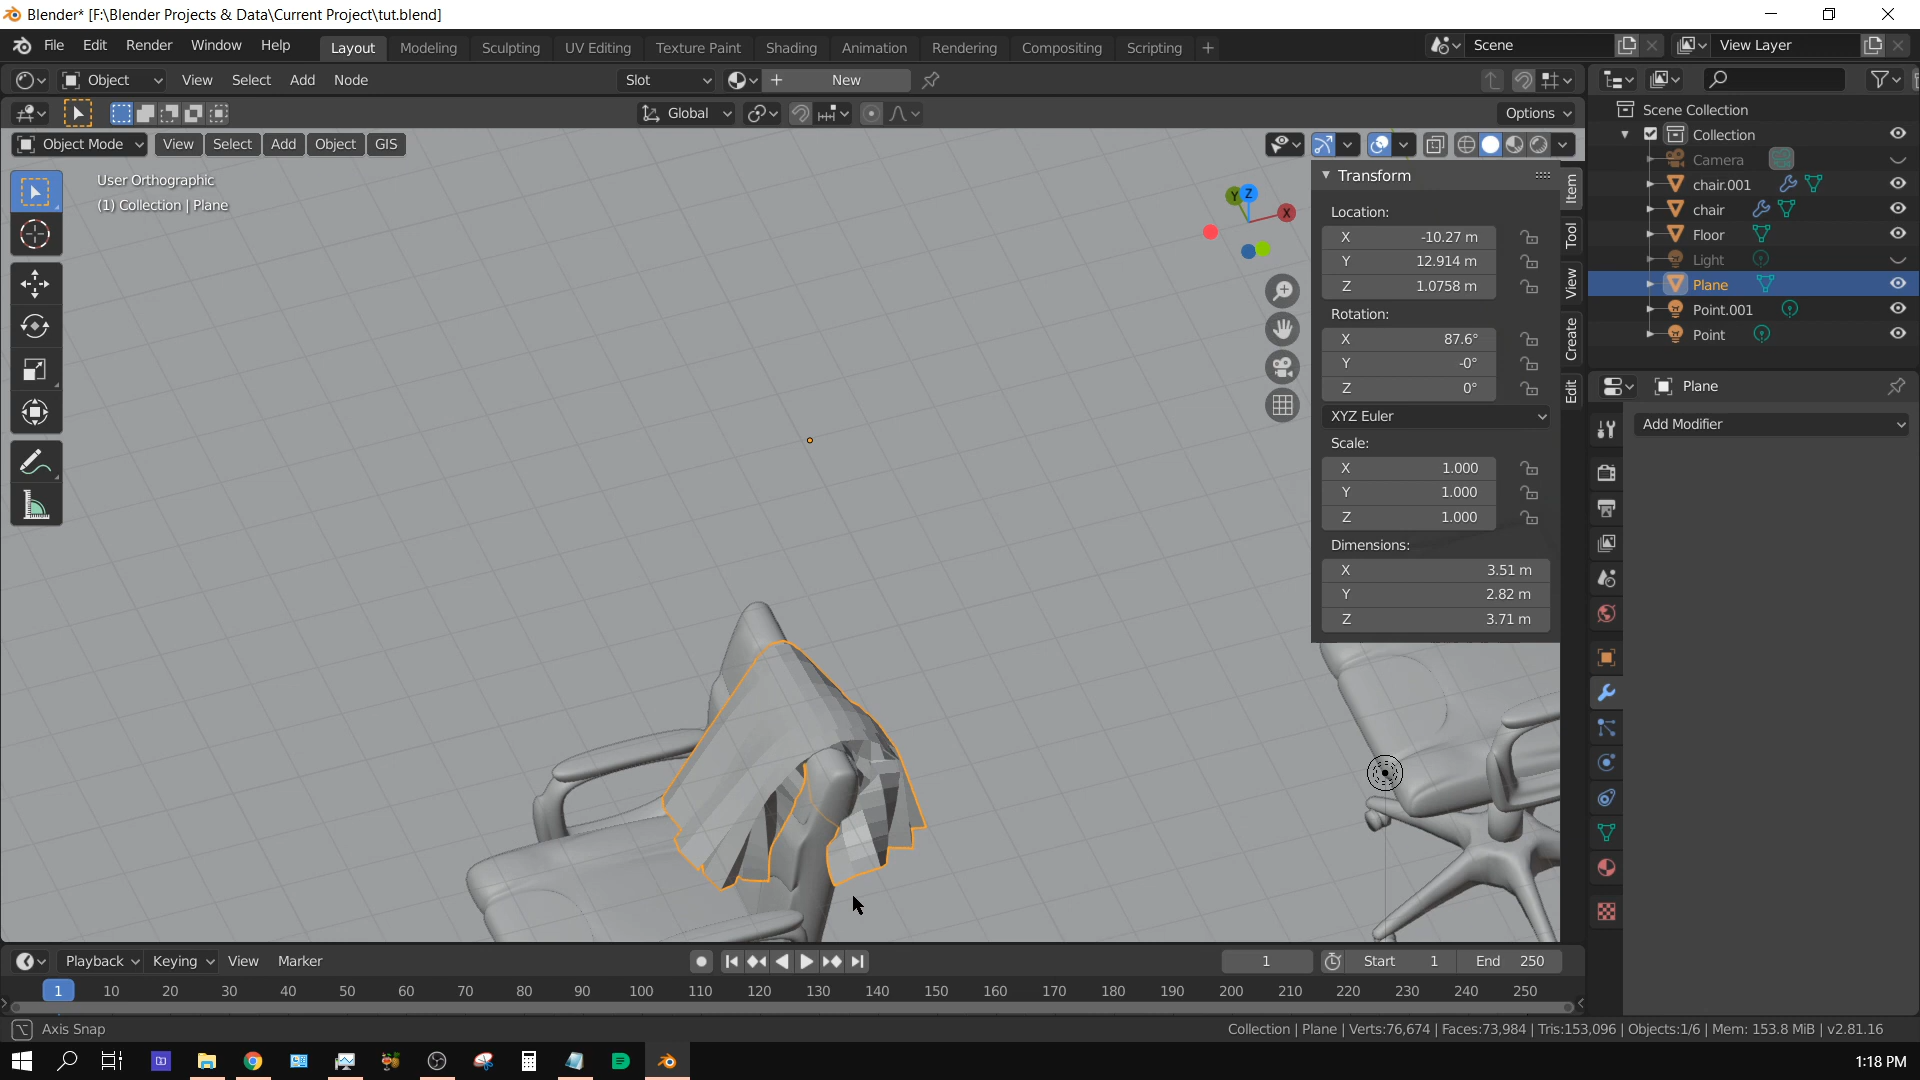 Blender* [F:\Blender Projects & Data\Current Project\tut.blend]
File Edit Render Window Help Layout Modeling Sculpting UV Editing Texture Paint Shading Animation Rendering Compositing Scripting + Scene View Layer
Object View Select Add Node Slot New
Global Options
Object Mode View Select Add Object GIS
User Orthographic
(1) Collection | Plane
Y Z X
Transform
Location:
X -10.27 m
Y 12.914 m
Z 1.0758 m
Rotation:
X 87.6°
Y -0°
Z 0°
XYZ Euler
Scale:
X 1.000
Y 1.000
Z 1.000
Dimensions:
X 3.51 m
Y 2.82 m
Z 3.71 m
Item
Tool
View
Create
Edit
Scene Collection
Collection
Camera
chair.001
chair
Floor
Light
Plane
Point.001
Point
Plane
Add Modifier
Playback Keying View Marker 1 Start 1 End 250
1 10 20 30 40 50 60 70 80 90 100 110 120 130 140 150 160 170 180 190 200 210 220 230 240 250
Axis Snap Collection | Plane | Verts:76,674 | Faces:73,984 | Tris:153,096 | Objects:1/6 | Mem: 153.8 MiB | v2.81.16
1:18 PM